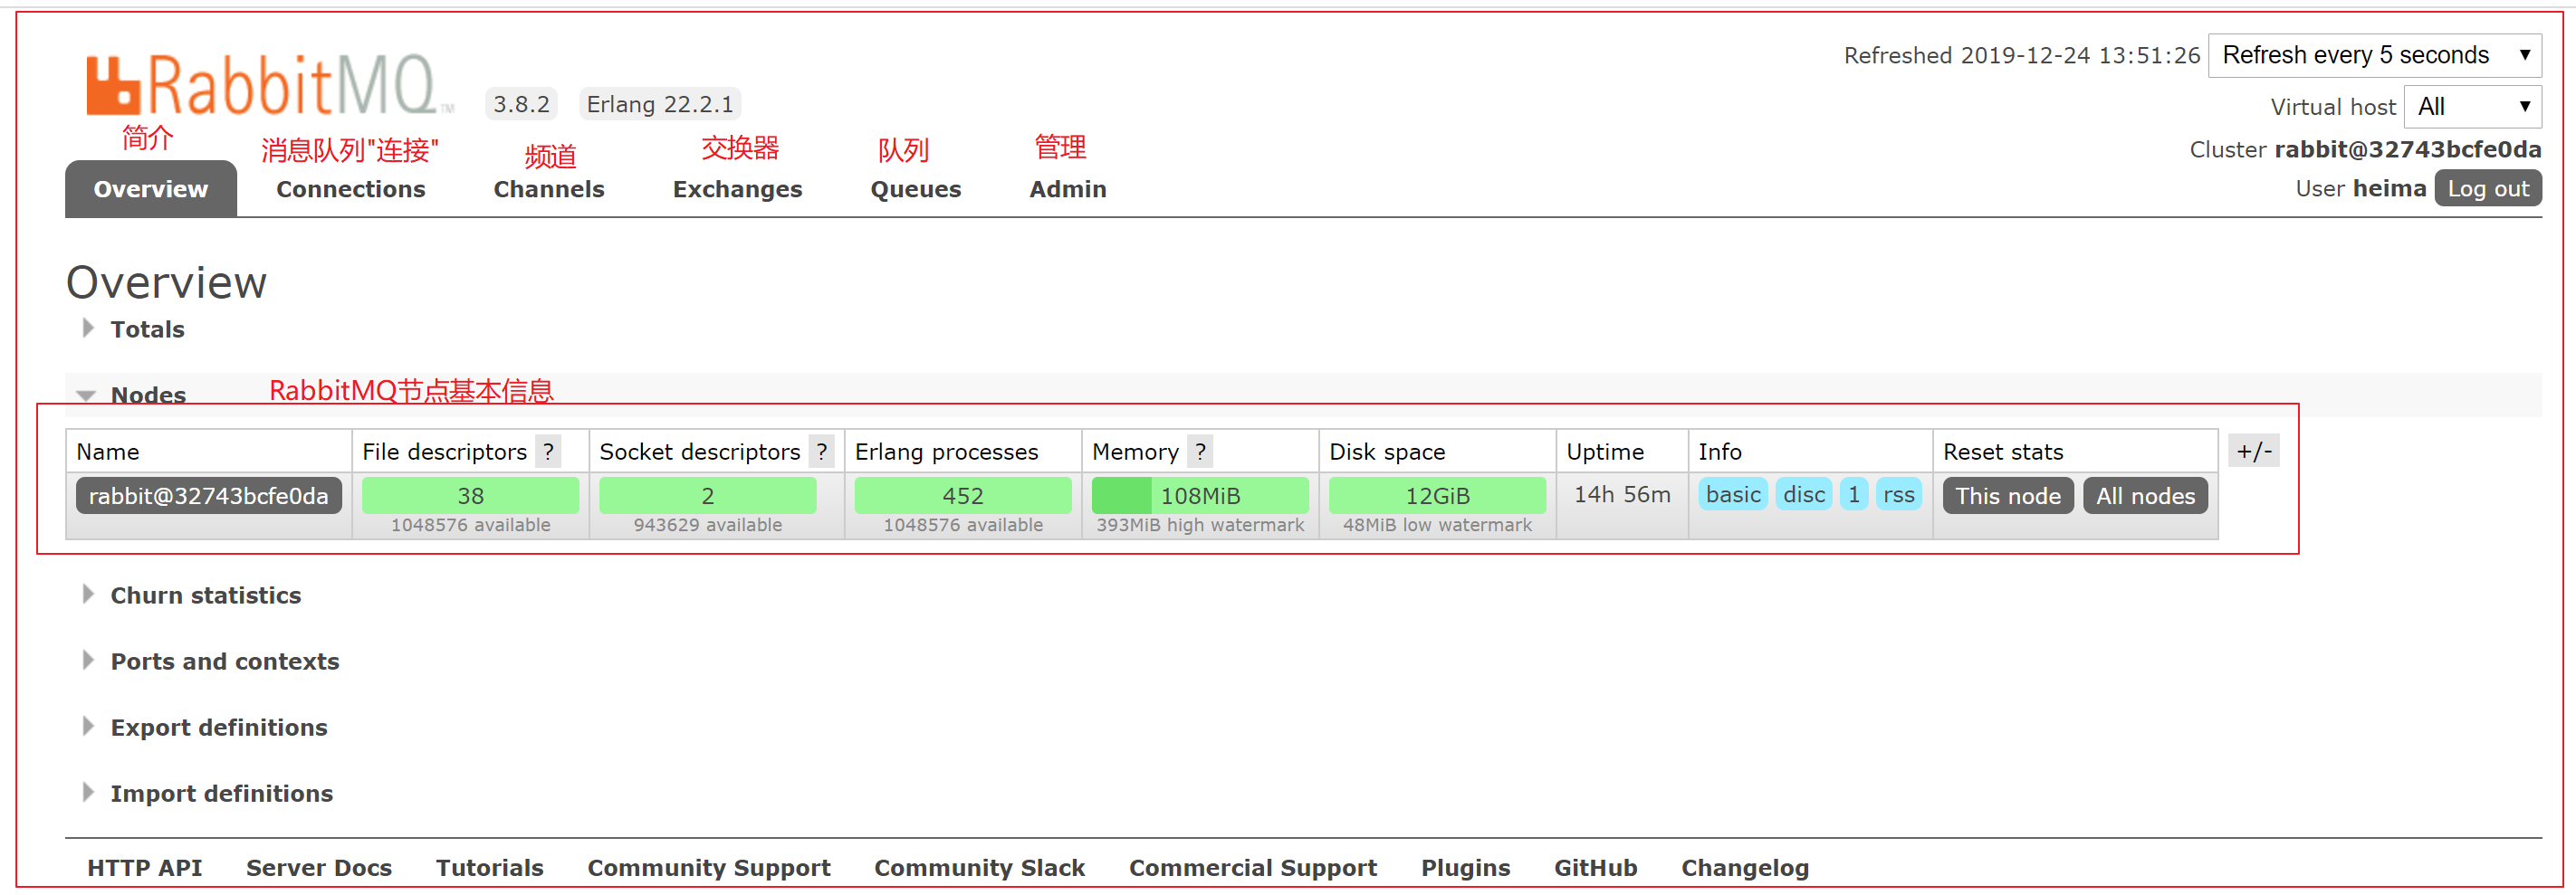 Refreshed 2019-12-24 13:51:26 Refresh every 5 seconds
RabbitMQ TM 3.8.2 Erlang 22.2.1
Virtual host All
Cluster rabbit@32743bcfe0da
User heima Log out
简介 消息队列"连接" 频道 交换器 队列 管理
Overview Connections Channels Exchanges Queues Admin
Overview
Totals
Nodes RabbitMQ节点基本信息
Name File descriptors ? Socket descriptors ? Erlang processes Memory ? Disk space Uptime Info Reset stats +/-
rabbit@32743bcfe0da 38 2 452 108MiB 12GiB 14h 56m basic disc 1 rss This node All nodes
1048576 available 943629 available 1048576 available 393MiB high watermark 48MiB low watermark
Churn statistics
Ports and contexts
Export definitions
Import definitions
HTTP API Server Docs Tutorials Community Support Community Slack Commercial Support Plugins GitHub Changelog